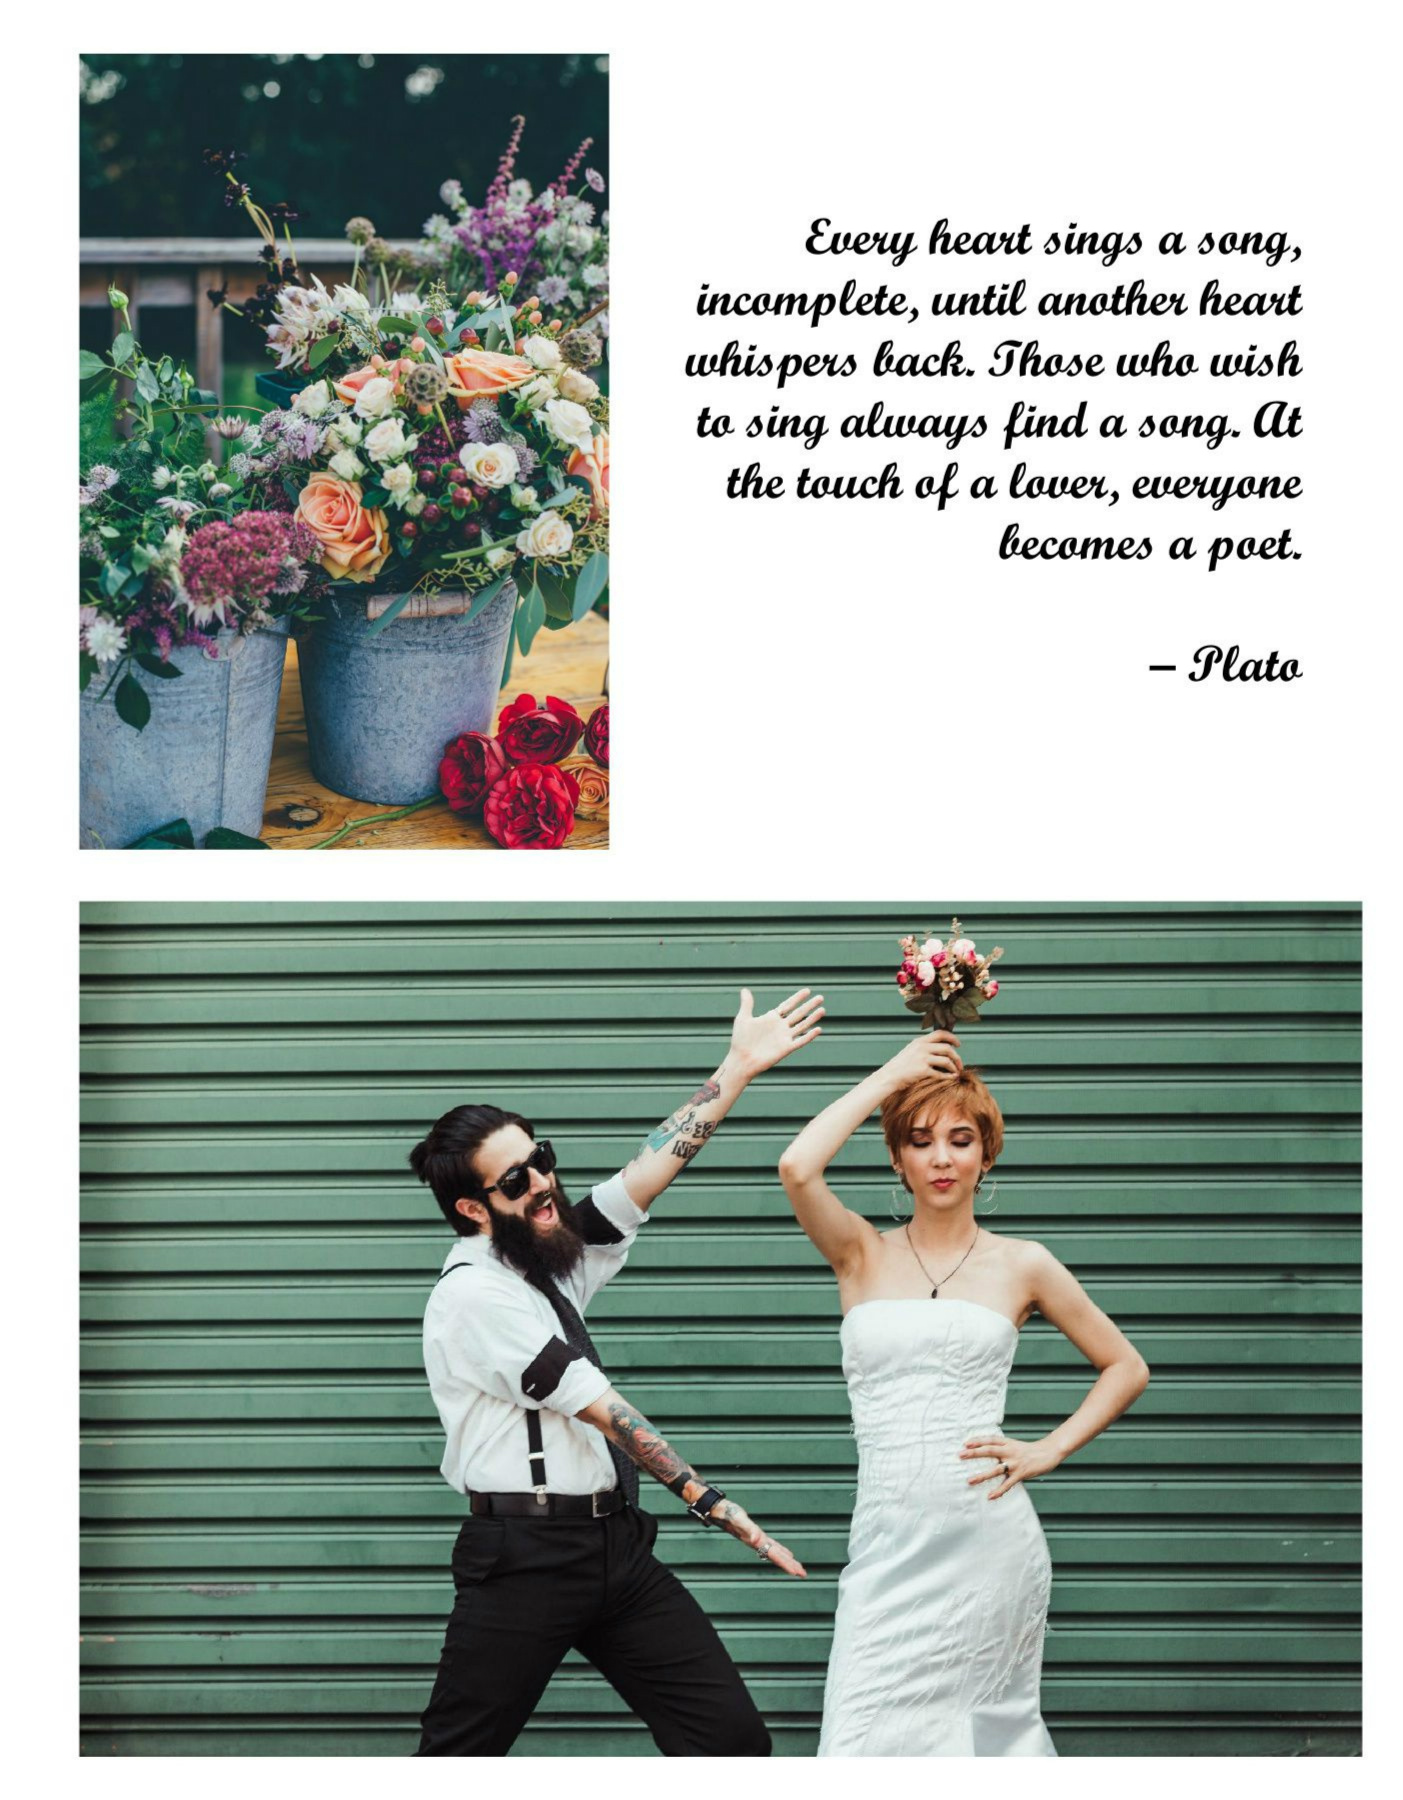 Every heart sings a song,
incomplete, until another heart
whispers back. Those who wish
to sing always find a song. At
the touch of a lover, everyone
becomes a poet.
– Plato